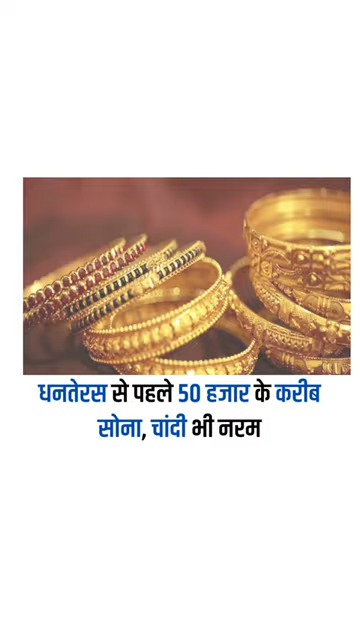 धनतेरस से पहले 50 हजार के करीब
सोना, चांदी भी नरम